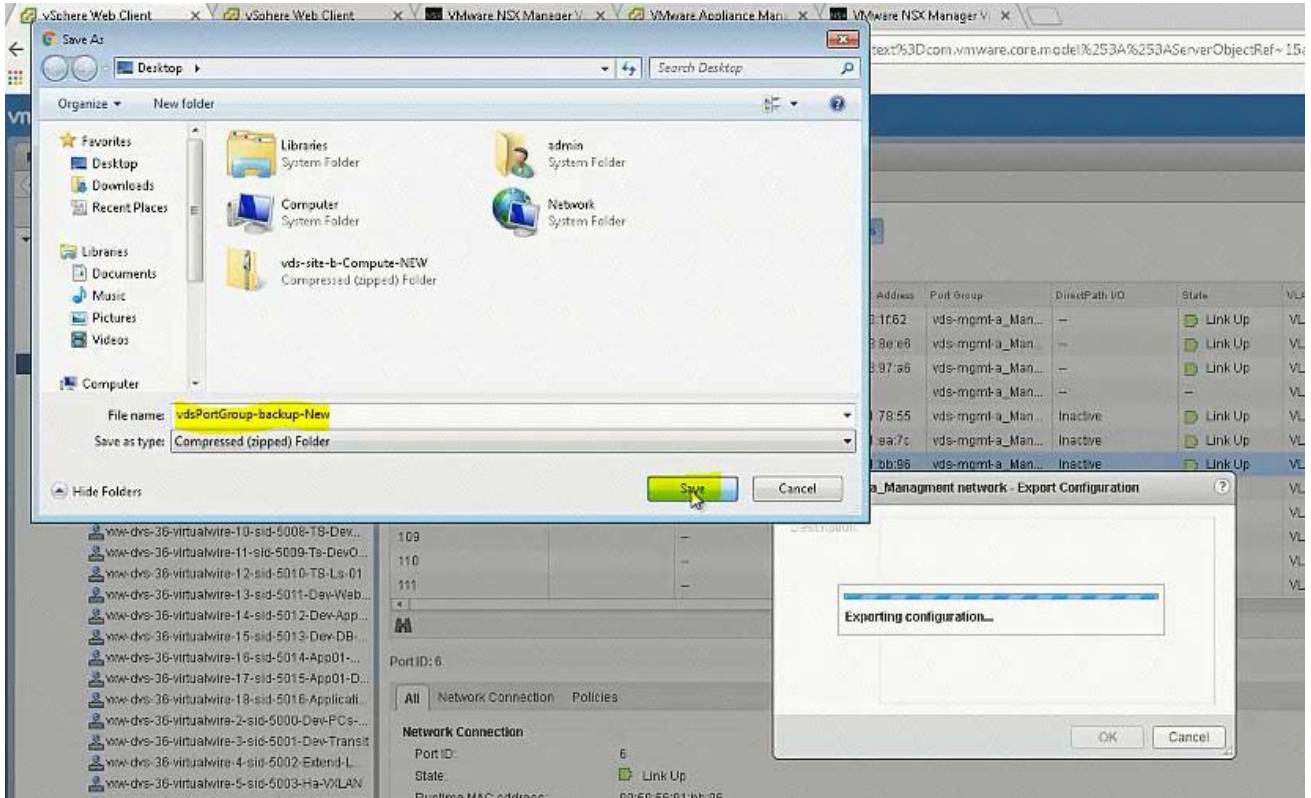 vSphere Web Client
vSphere Web Client
VMware NSX Manager V
VMware Appliance Man
VMware NSX Manager Vi
Save As
text%3Dcom.vmware.core.model%253A%253AServerObjectRef~15a
Desktop
Search Desktop
Organize
New folder
Favorites
Desktop
Downloads
Recent Places
Libraries
Documents
Music
Pictures
Videos
Computer
Libraries
System Folder
admin
System Folder
Computer
System Folder
Network
System Folder
vds-site-b-Compute-NEW
Compressed (zipped) Folder
File name: vdsPortGroup-backup-New
Save as type: Compressed (zipped) Folder
Hide Folders
Save
Cancel
Address Port Group DirectPath I/O State
:1f:62 vds-mgmt-a_Man... -- Link Up
:8e:e6 vds-mgmt-a_Man... -- Link Up
:97:a6 vds-mgmt-a_Man... -- Link Up
vds-mgmt-a_Man... -- --
:78:55 vds-mgmt-a_Man... Inactive Link Up
:ea:7c vds-mgmt-a_Man... Inactive Link Up
:bb:96 vds-mgmt-a_Man... Inactive Link Up
a_Managment network - Export Configuration
Description:
Exporting configuration...
OK
Cancel
vxw-dvs-36-virtualwire-10-sid-5008-TS-Dev...
vxw-dvs-36-virtualwire-11-sid-5009-Ts-DevO...
vxw-dvs-36-virtualwire-12-sid-5010-TS-Ls-01
vxw-dvs-36-virtualwire-13-sid-5011-Dev-Web...
vxw-dvs-36-virtualwire-14-sid-5012-Dev-App...
vxw-dvs-36-virtualwire-15-sid-5013-Dev-DB-...
vxw-dvs-36-virtualwire-16-sid-5014-App01-...
vxw-dvs-36-virtualwire-17-sid-5015-App01-D...
vxw-dvs-36-virtualwire-18-sid-5016-Applicati...
vxw-dvs-36-virtualwire-2-sid-5000-Dev-PCs-...
vxw-dvs-36-virtualwire-3-sid-5001-Dev-Transit
vxw-dvs-36-virtualwire-4-sid-5002-Extend-L...
vxw-dvs-36-virtualwire-5-sid-5003-Ha-VXLAN
109 --
110 --
111 --
Port ID: 6
All Network Connection Policies
Network Connection
Port ID: 6
State: Link Up
Runtime MAC address: 00:50:56:81:bb:96